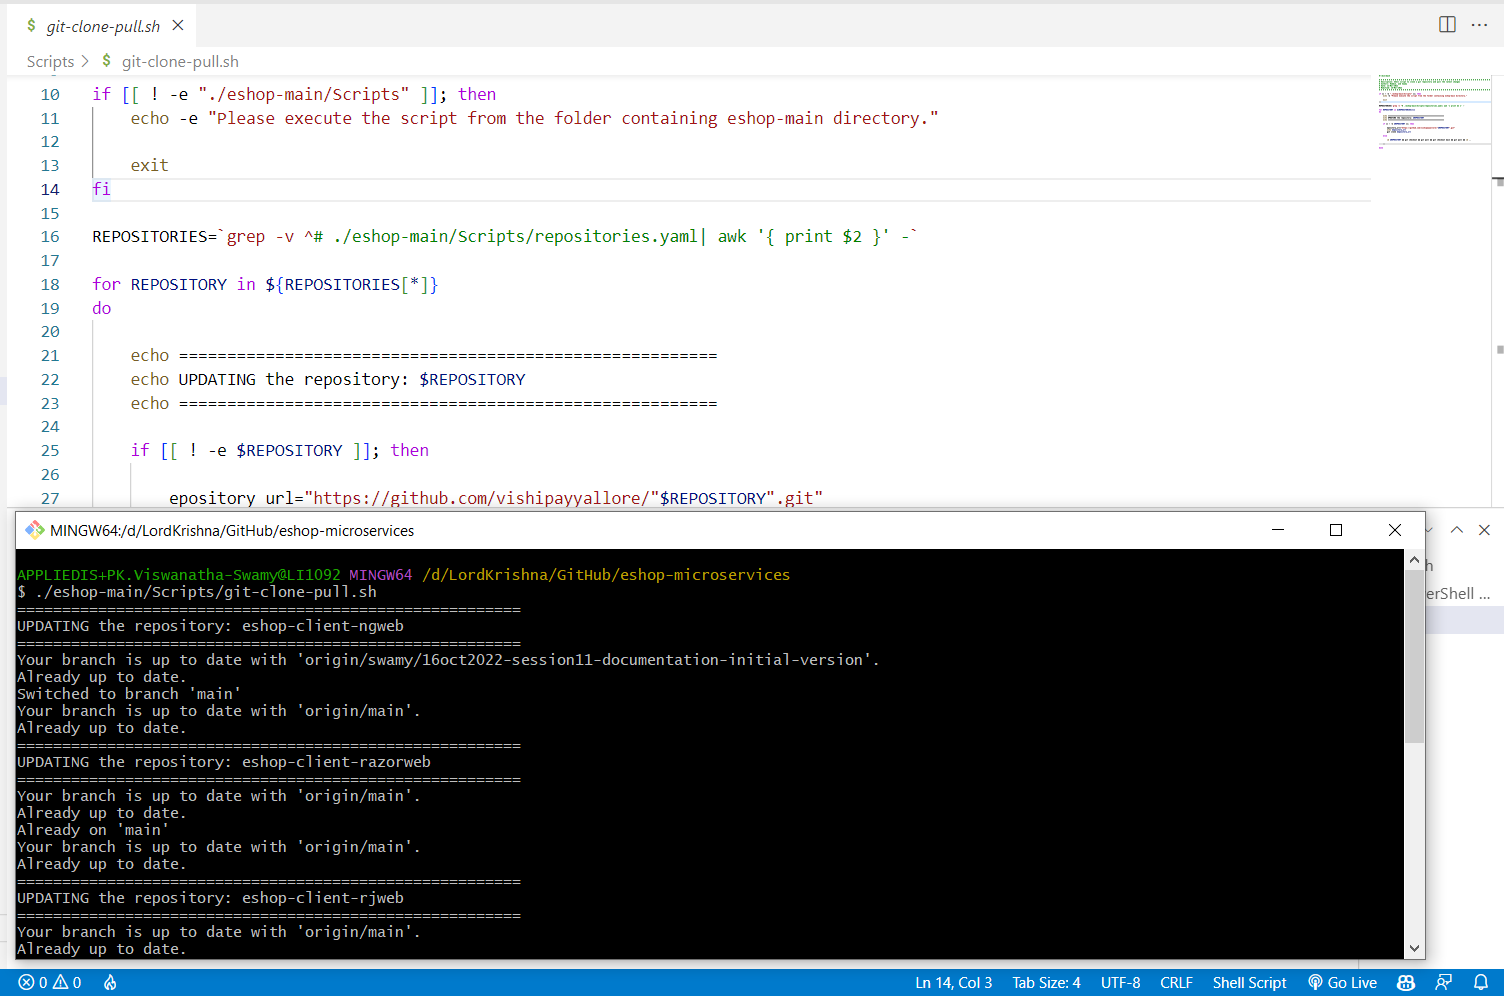 $ git-clone-pull.sh
Scripts > $ git-clone-pull.sh
10 if [[ ! -e "./eshop-main/Scripts" ]]; then
11 echo -e "Please execute the script from the folder containing eshop-main directory."
12
13 exit
14 fi
15
16 REPOSITORIES=`grep -v ^# ./eshop-main/Scripts/repositories.yaml| awk '{ print $2 }' -`
17
18 for REPOSITORY in ${REPOSITORIES[*]}
19 do
20
21 echo ========================================================
22 echo UPDATING the repository: $REPOSITORY
23 echo ========================================================
24
25 if [[ ! -e $REPOSITORY ]]; then
26
27 epository url="https://github.com/vishipayyallore/"$REPOSITORY".git"
MINGW64:/d/LordKrishna/GitHub/eshop-microservices
h
erShell ...
APPLIEDIS+PK.Viswanatha-Swamy@LI1092 MINGW64 /d/LordKrishna/GitHub/eshop-microservices
$ ./eshop-main/Scripts/git-clone-pull.sh
========================================================
UPDATING the repository: eshop-client-ngweb
========================================================
Your branch is up to date with 'origin/swamy/16oct2022-session11-documentation-initial-version'.
Already up to date.
Switched to branch 'main'
Your branch is up to date with 'origin/main'.
Already up to date.
========================================================
UPDATING the repository: eshop-client-razorweb
========================================================
Your branch is up to date with 'origin/main'.
Already up to date.
Already on 'main'
Your branch is up to date with 'origin/main'.
Already up to date.
========================================================
UPDATING the repository: eshop-client-rjweb
========================================================
Your branch is up to date with 'origin/main'.
Already up to date.
0 0 Ln 14, Col 3 Tab Size: 4 UTF-8 CRLF Shell Script Go Live